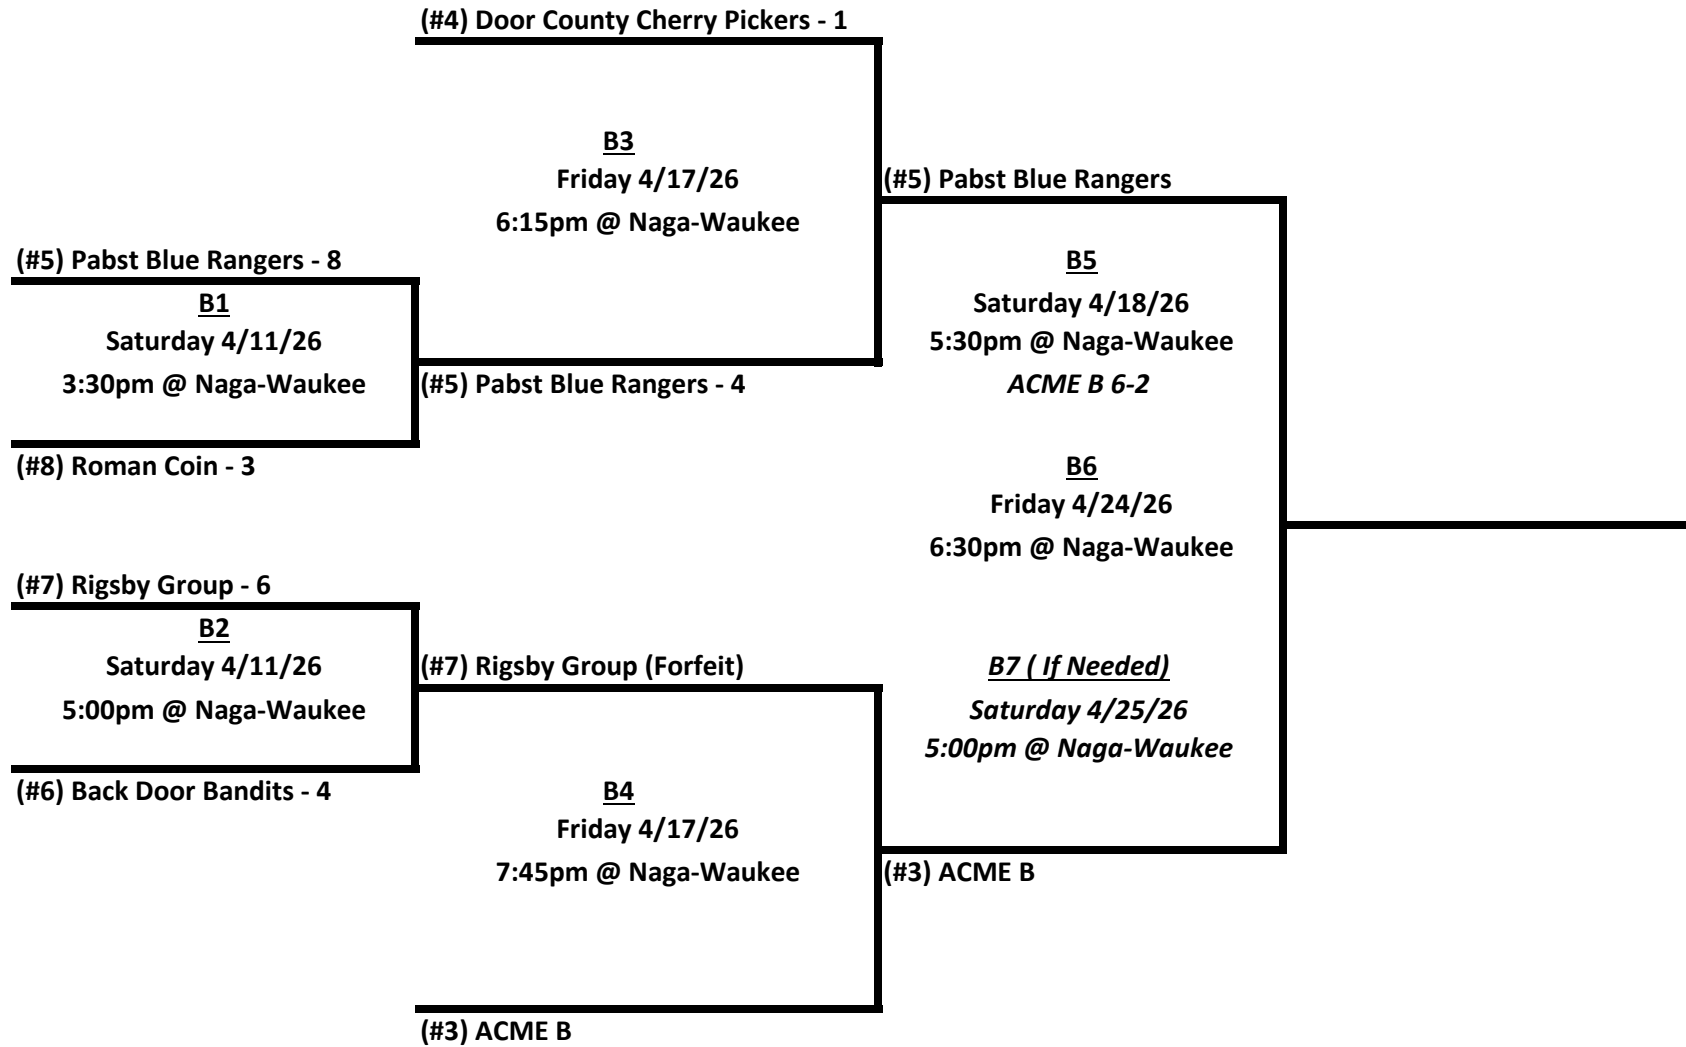 (#4) Door County Cherry Pickers - 1
B3
Friday 4/17/26
6:15pm @ Naga-Waukee
(#5) Pabst Blue Rangers
(#5) Pabst Blue Rangers - 8
B1
Saturday 4/11/26
3:30pm @ Naga-Waukee
(#5) Pabst Blue Rangers - 4
(#8) Roman Coin - 3
B5
Saturday 4/18/26
5:30pm @ Naga-Waukee
ACME B 6-2
B6
Friday 4/24/26
6:30pm @ Naga-Waukee
(#7) Rigsby Group - 6
B2
Saturday 4/11/26
5:00pm @ Naga-Waukee
(#7) Rigsby Group (Forfeit)
B7 ( If Needed)
Saturday 4/25/26
5:00pm @ Naga-Waukee
(#6) Back Door Bandits - 4
B4
Friday 4/17/26
7:45pm @ Naga-Waukee
(#3) ACME B
(#3) ACME B